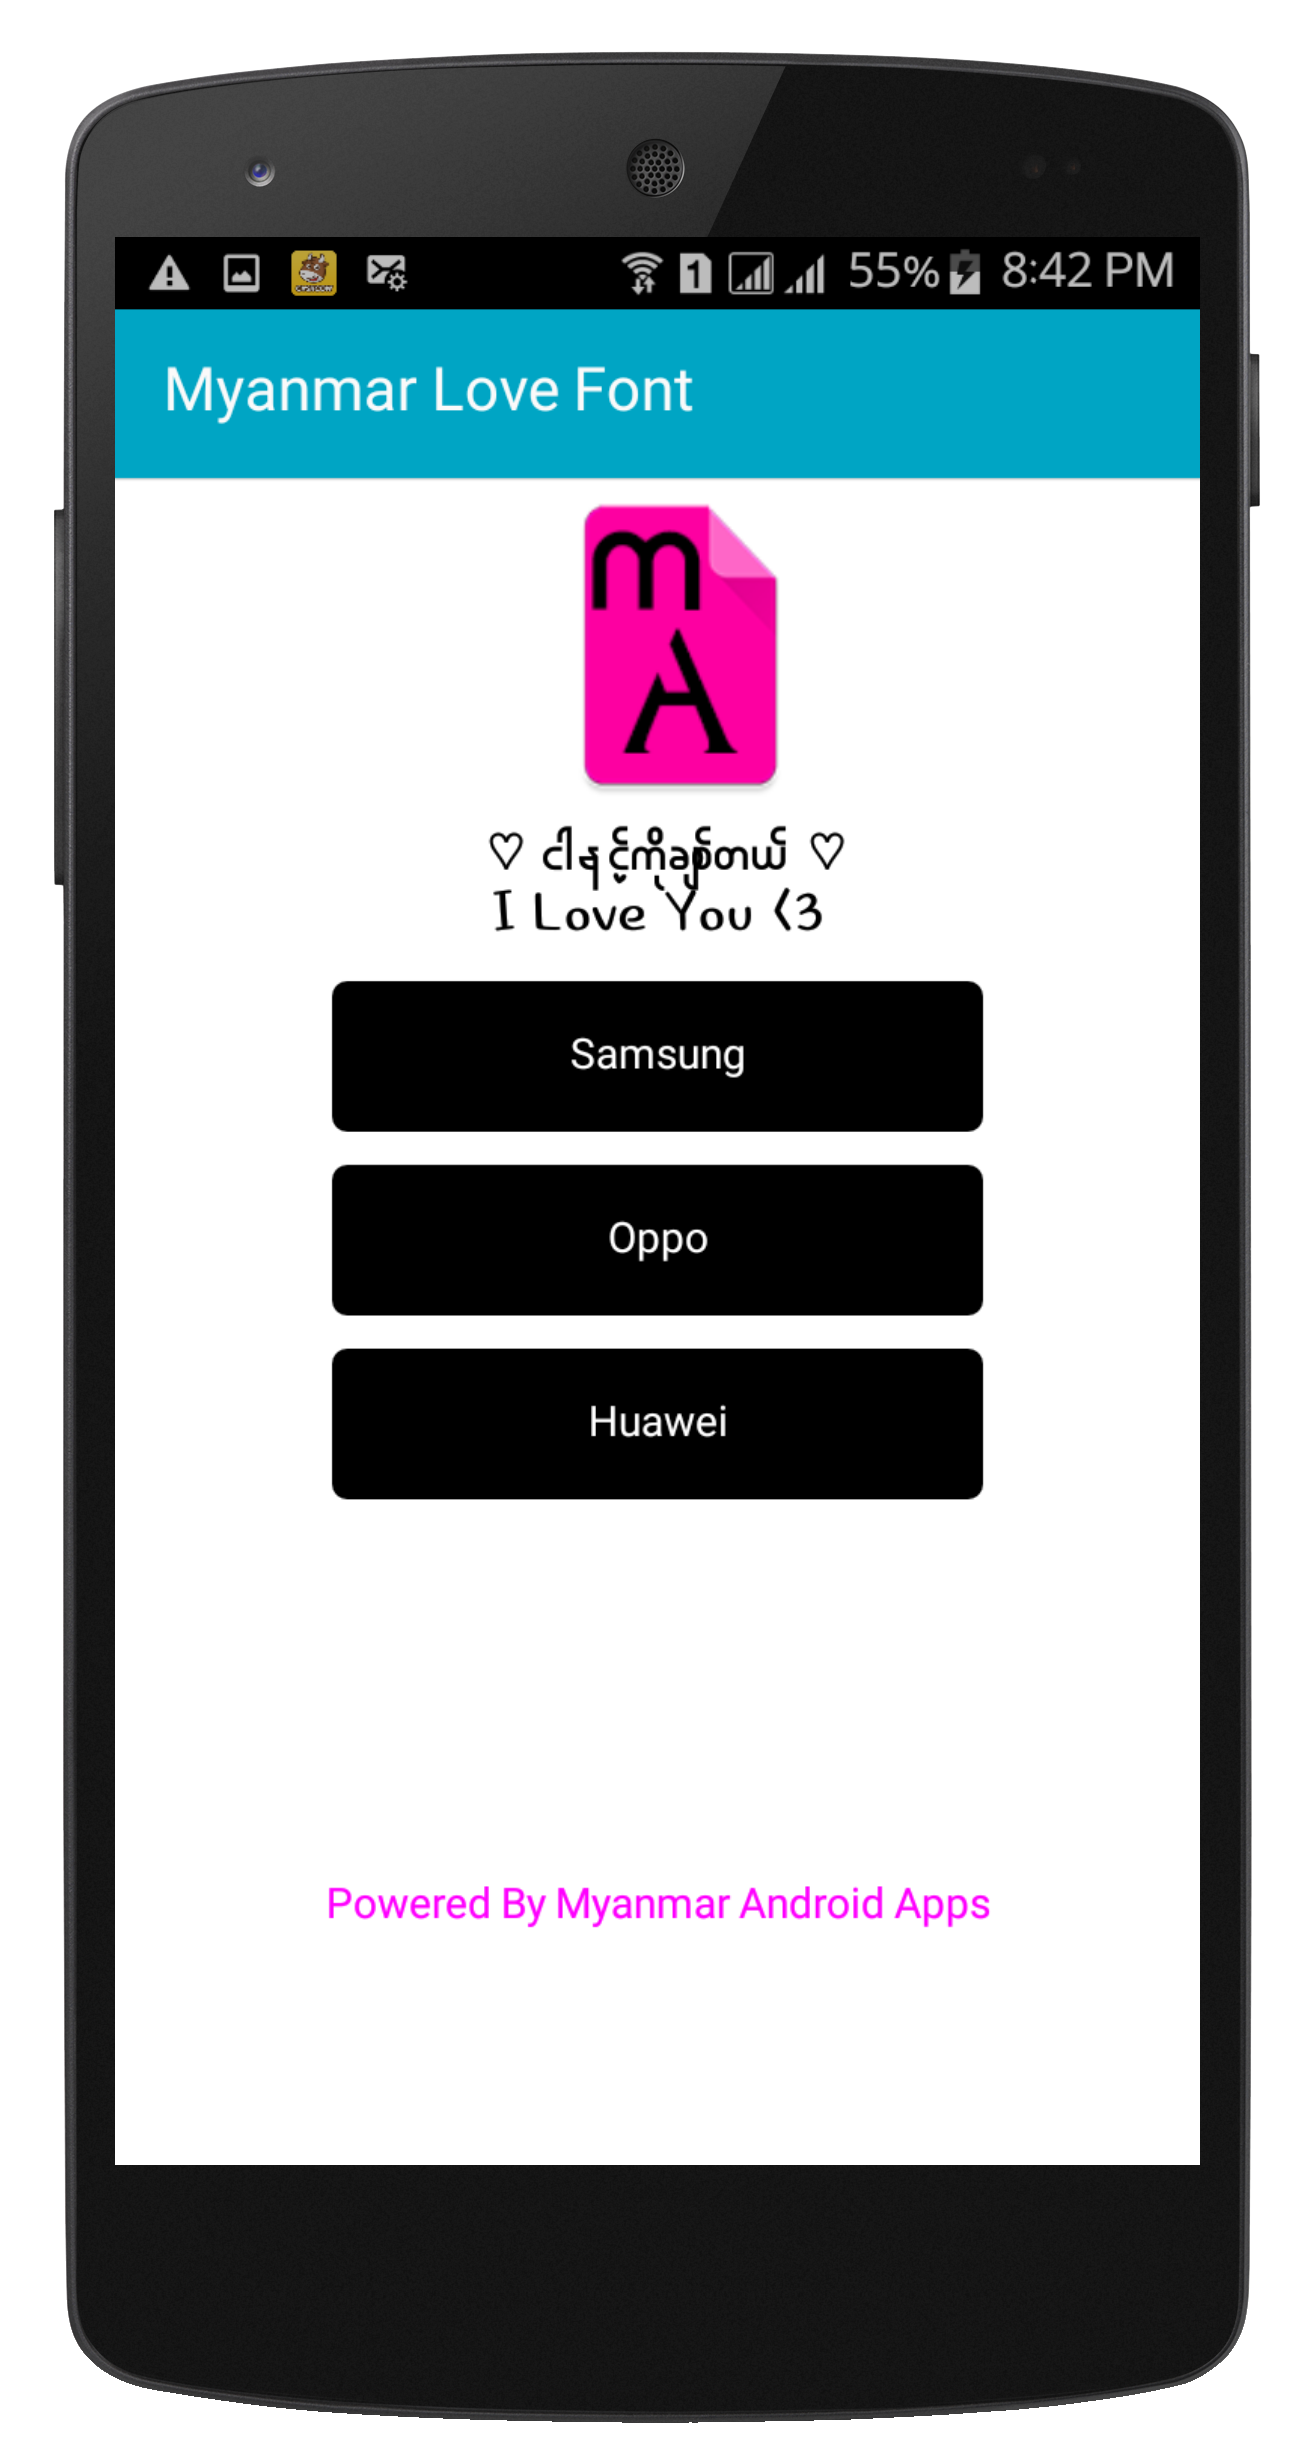 55% 8:42 PM
Myanmar Love Font
m
A
♡ ငါနင့်ကိုချစ်တယ် ♡
I Love You <3
Samsung
Oppo
Huawei
Powered By Myanmar Android Apps